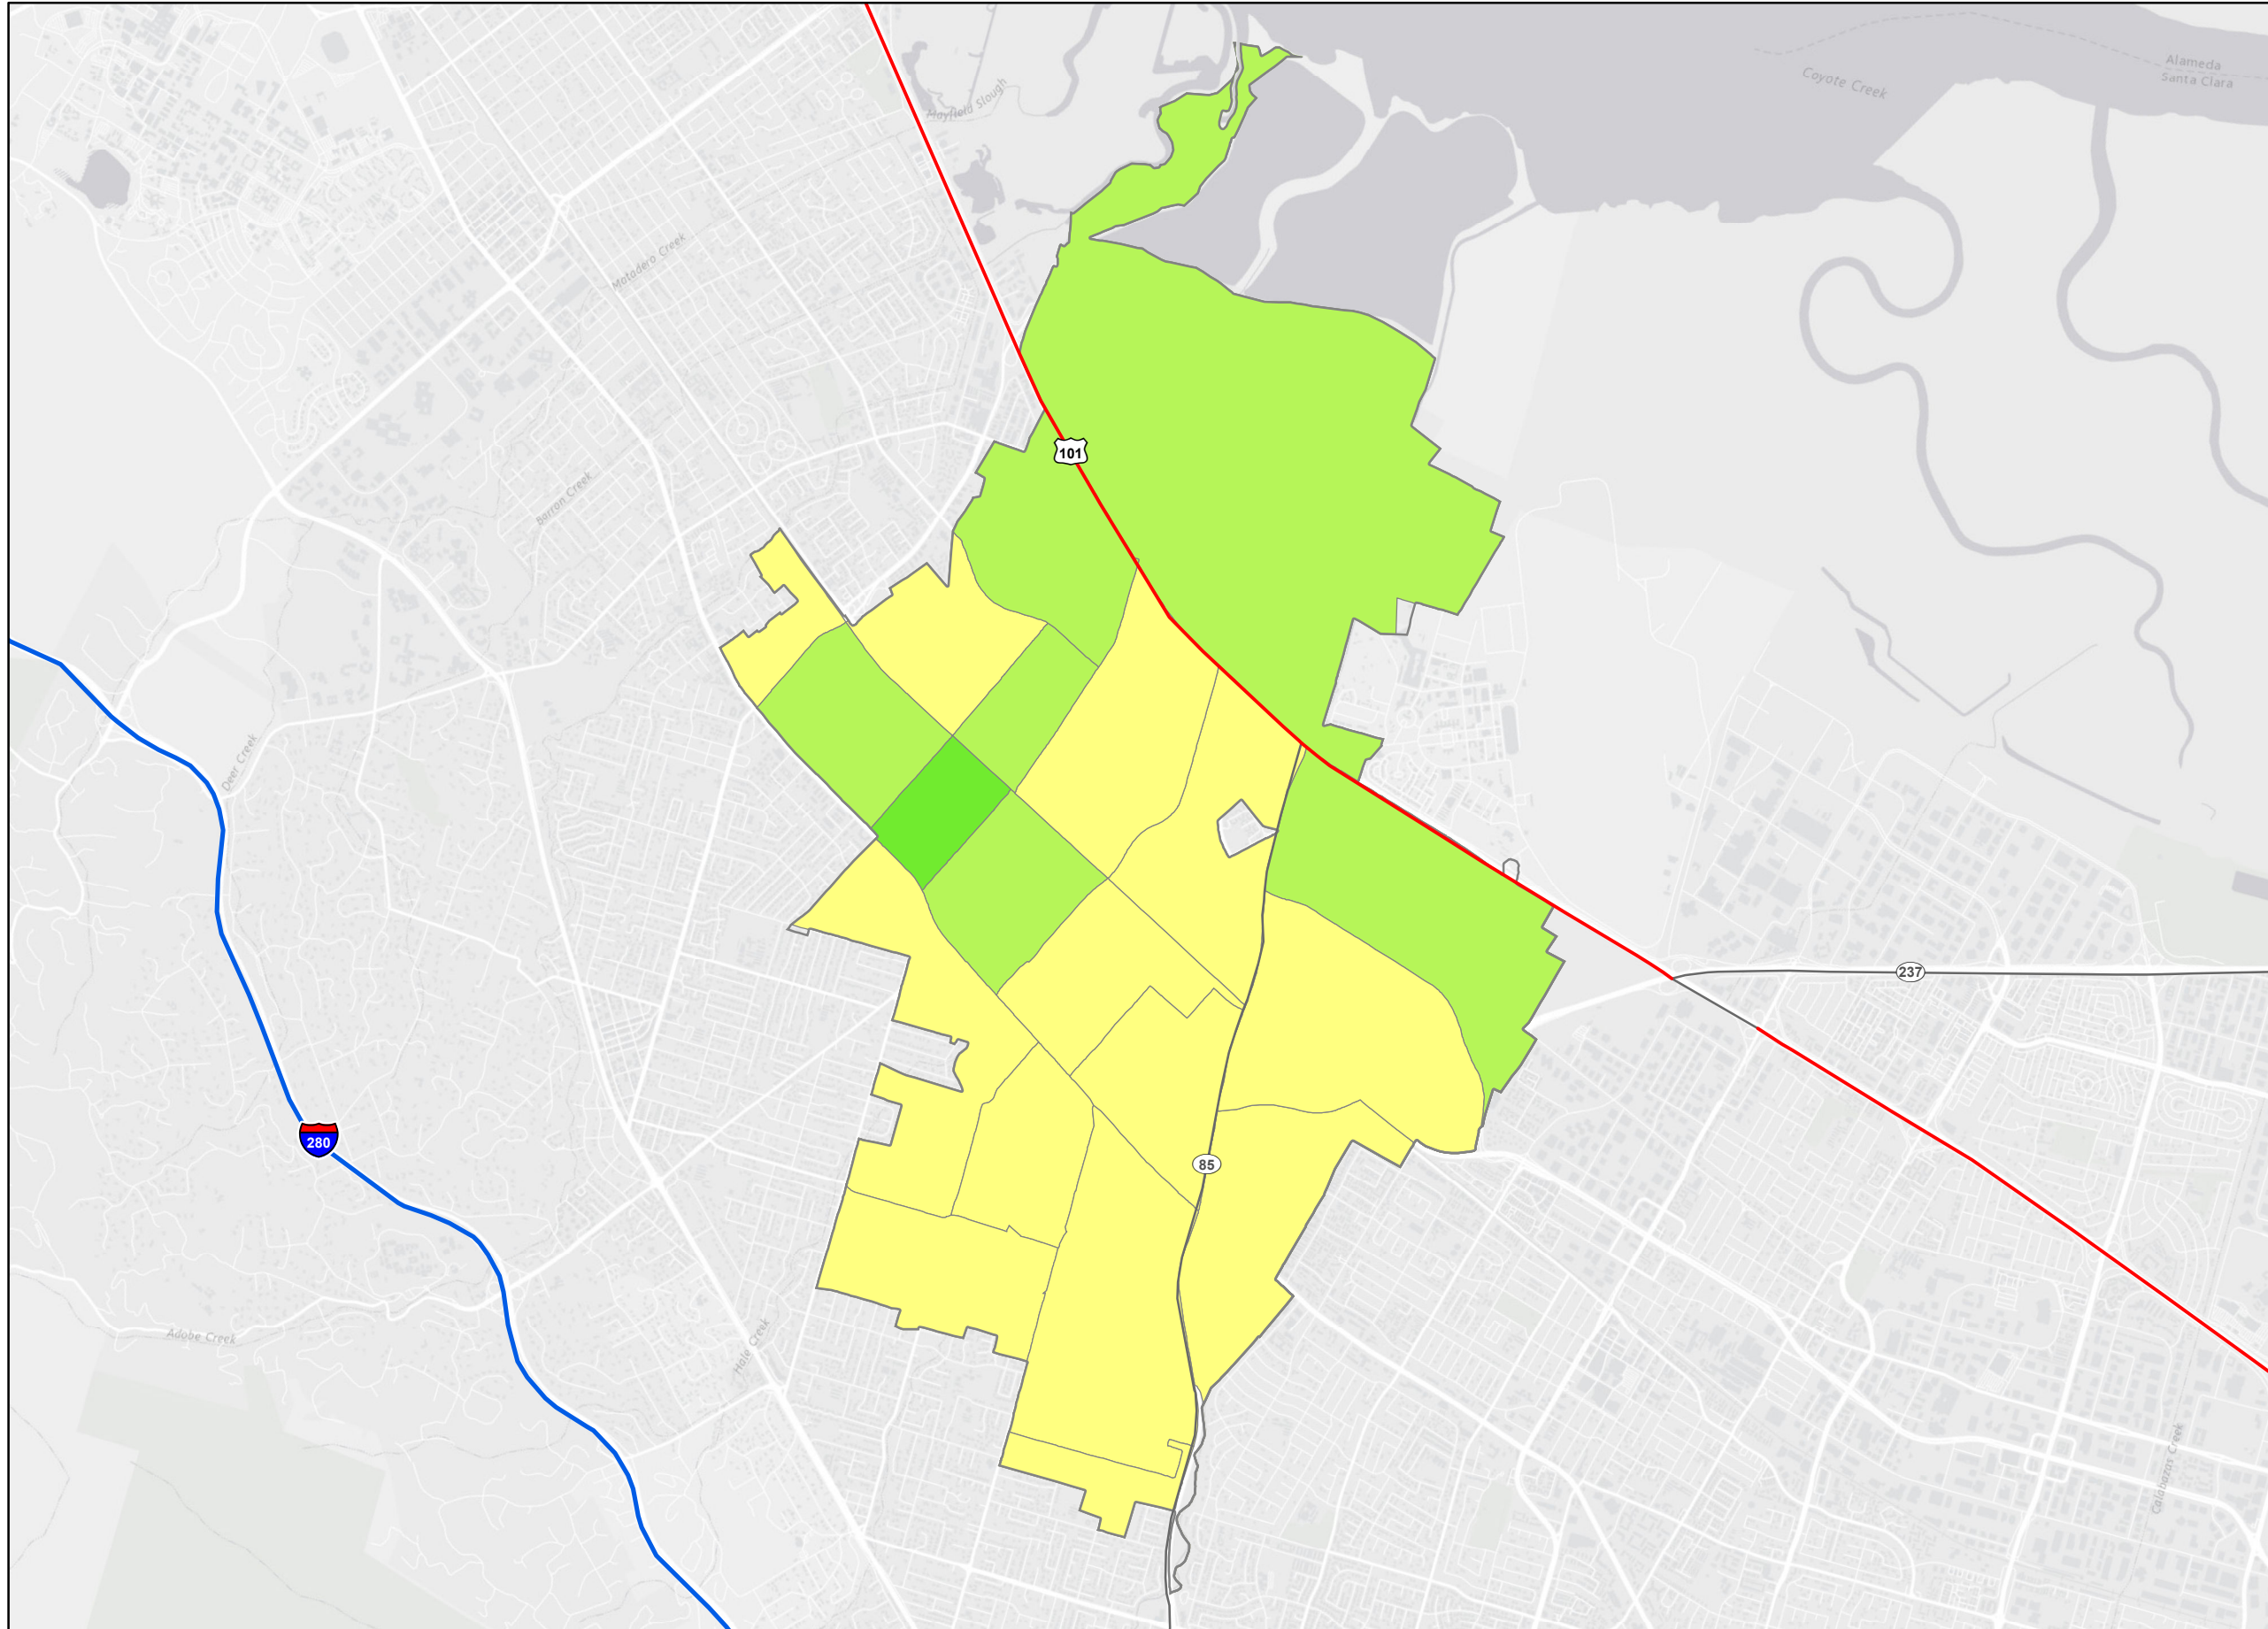 Alameda
Santa Clara
Coyote Creek
Mayfield Slough
Matadero Creek
101
Barron Creek
Deer Creek
237
280
85
Adobe Creek
Hale Creek
Calabazas Creek